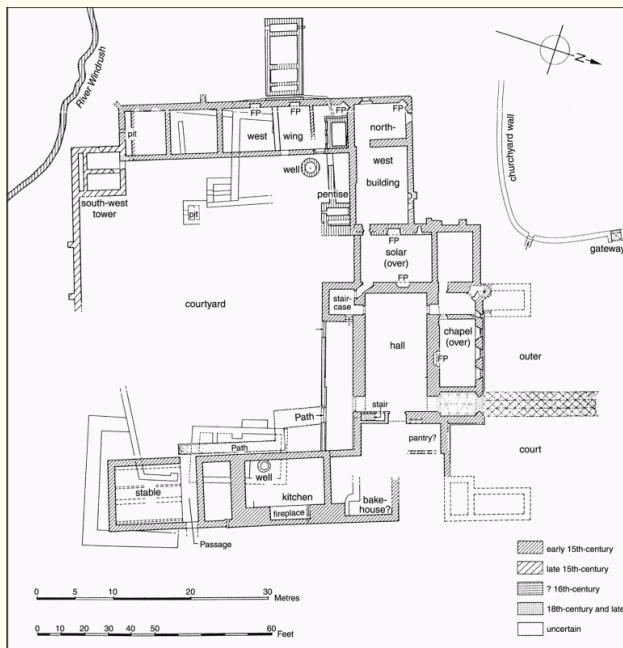 River Windrush
N
churchyard wall
gateway
FP
FP
FP
FP
pit
west
wing
north-
west
building
well
pentise
south-west
tower
pit
FP
solar
(over)
FP
courtyard
stair-
case
hall
chapel
(over)
FP
outer
stair
Path
pantry?
court
Path
well
stable
kitchen
bake-
house?
fireplace
Passage
early 15th-century
late 15th-century
? 16th-century
18th-century and late
uncertain
0 5 10 20 30
Metres
0 10 20 30 40 50 60
Feet